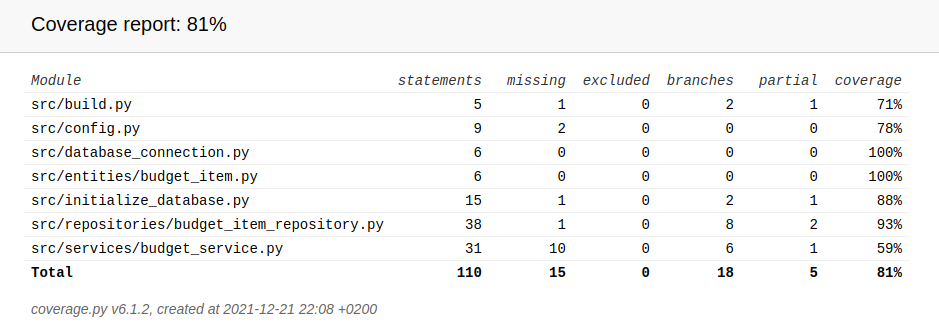 Coverage report: 81%
Module statements missing excluded branches partial coverage
src/build.py 5 1 0 2 1 71%
src/config.py 9 2 0 0 0 78%
src/database_connection.py 6 0 0 0 0 100%
src/entities/budget_item.py 6 0 0 0 0 100%
src/initialize_database.py 15 1 0 2 1 88%
src/repositories/budget_item_repository.py 38 1 0 8 2 93%
src/services/budget_service.py 31 10 0 6 1 59%
Total 110 15 0 18 5 81%
coverage.py v6.1.2, created at 2021-12-21 22:08 +0200